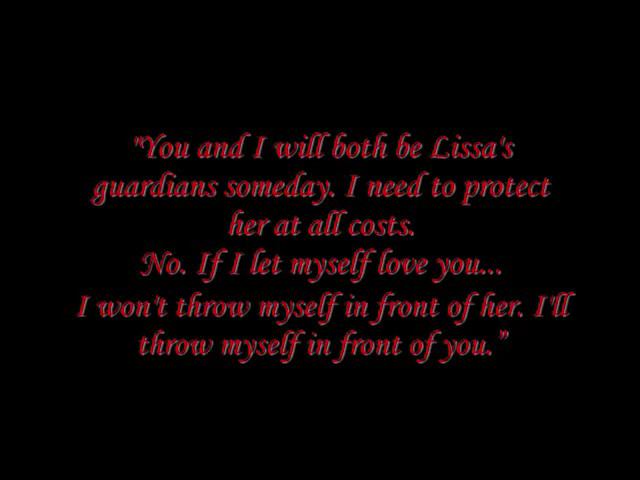 "You and I will both be Lissa's
guardians someday. I need to protect
her at all costs.
No. If I let myself love you...
I won't throw myself in front of her. I'll
throw myself in front of you.”